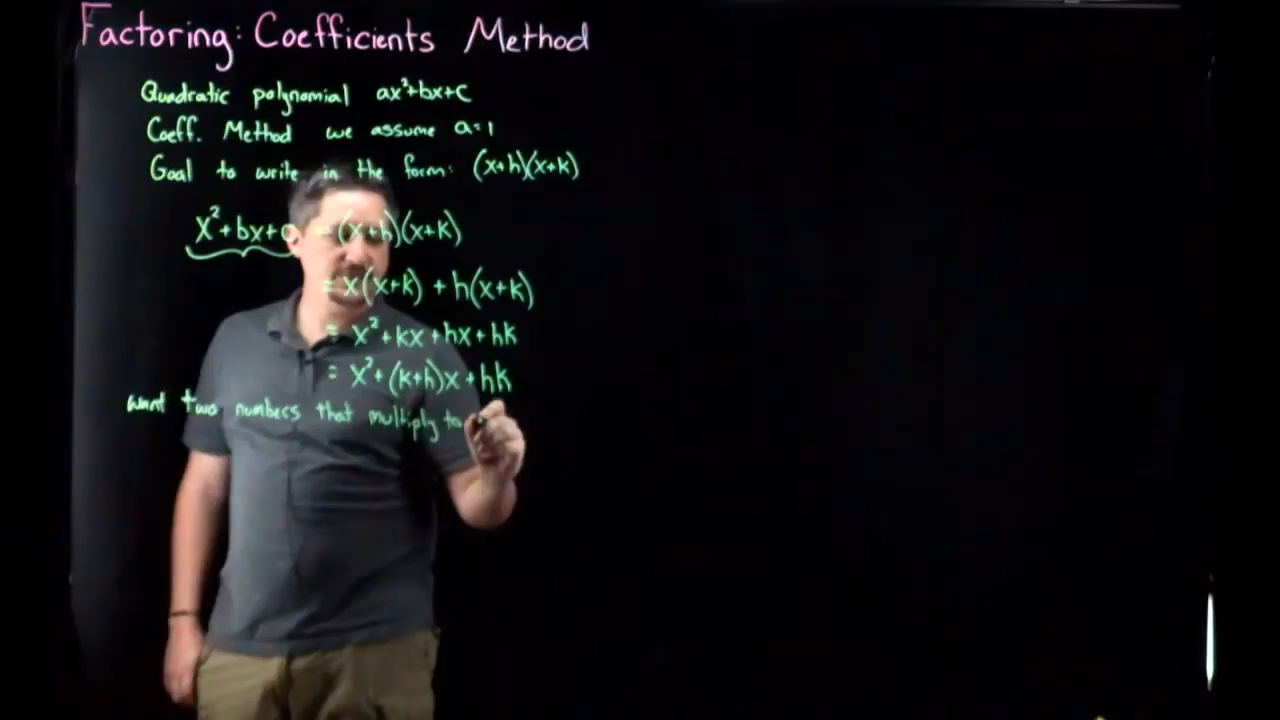 Factoring: Coefficients Method
Quadratic polynomial ax²+bx+c
Coeff. Method we assume a=1
Goal to write in the form: (x+h)(x+k)
x²+bx+c = (x+h)(x+k)
= x(x+k) + h(x+k)
= x²+kx+hx+hk
= x²+(k+h)x+hk
want two numbers that multiply to